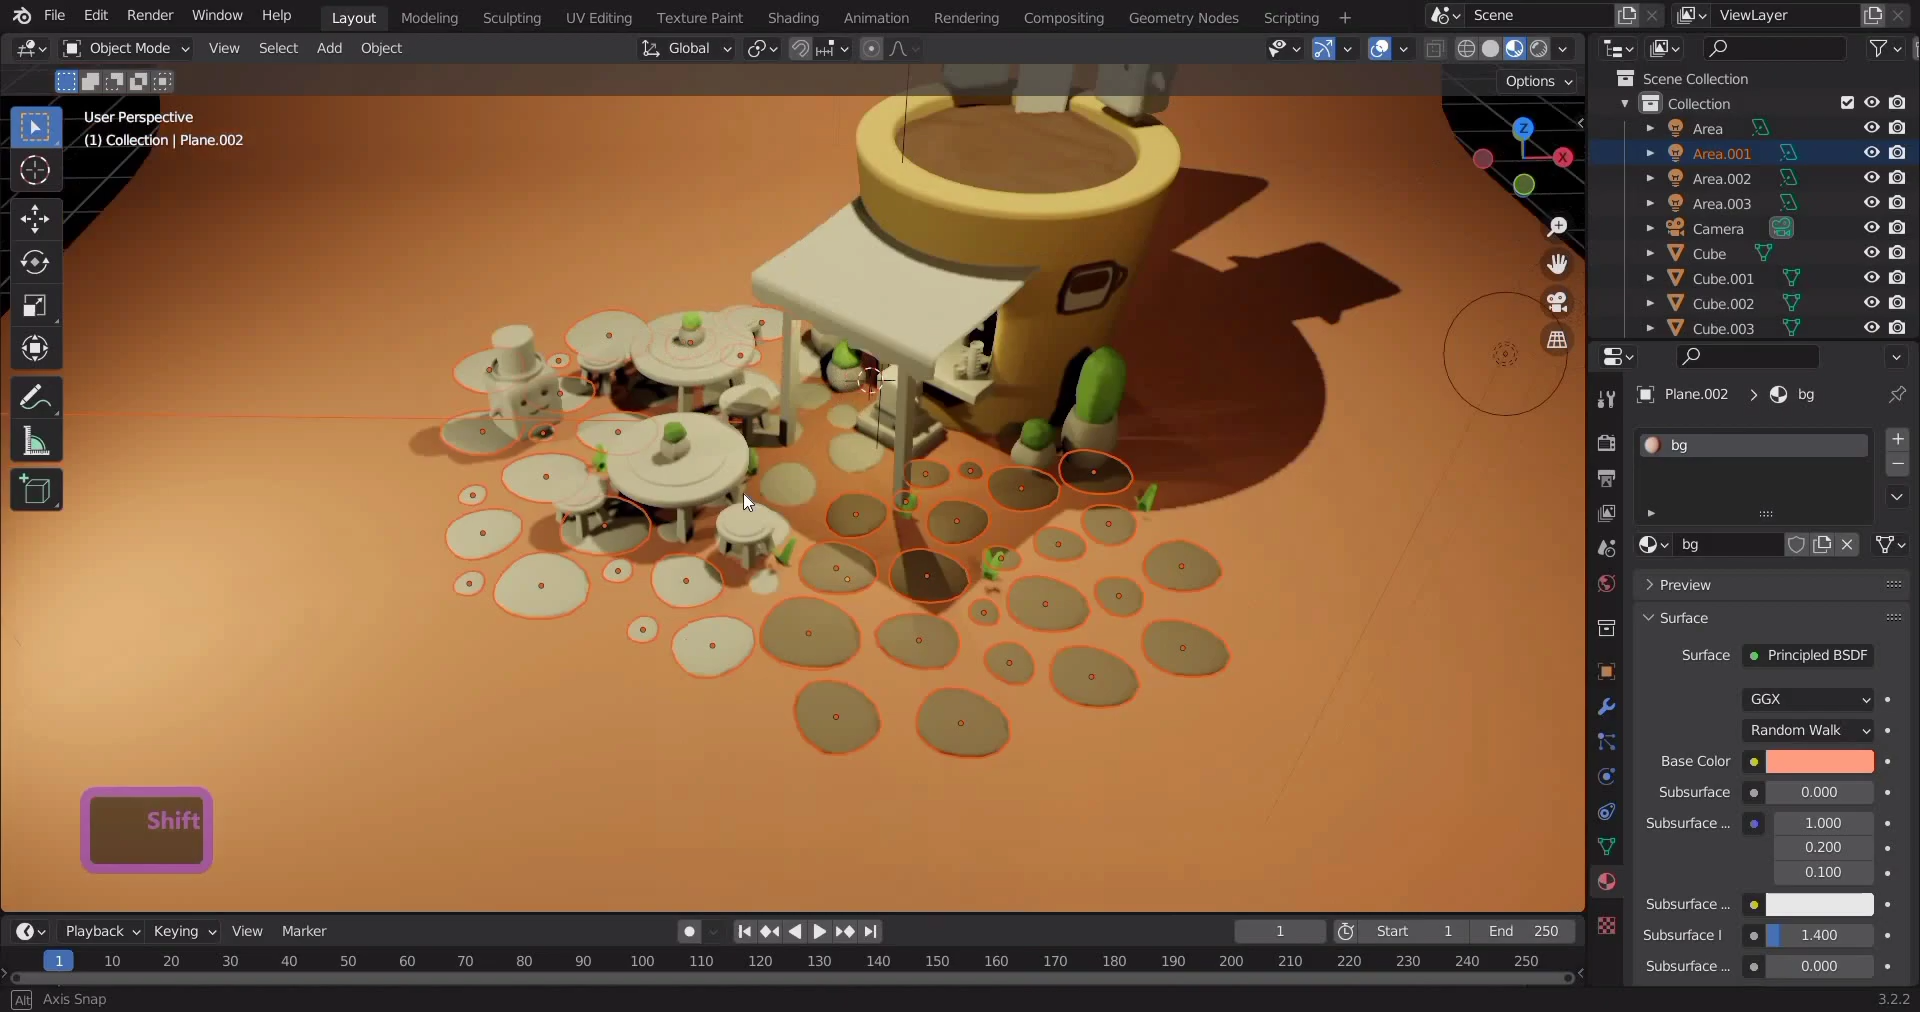 File Edit Render Window Help Layout Modeling Sculpting UV Editing Texture Paint Shading Animation Rendering Compositing Geometry Nodes Scripting + Scene ViewLayer
Object Mode View Select Add Object Global
Options
User Perspective
(1) Collection | Plane.002
Z
X
Shift
Scene Collection
Collection
Area
Area.001
Area.002
Area.003
Camera
Cube
Cube.001
Cube.002
Cube.003
Plane.002 > bg
bg
bg
Preview
Surface
Surface Principled BSDF
GGX
Random Walk
Base Color
Subsurface 0.000
Subsurface ... 1.000
0.200
0.100
Subsurface ...
Subsurface I 1.400
Subsurface ... 0.000
Playback Keying View Marker 1 Start 1 End 250
1 10 20 30 40 50 60 70 80 90 100 110 120 130 140 150 160 170 180 190 200 210 220 230 240 250
Alt Axis Snap 3.2.2